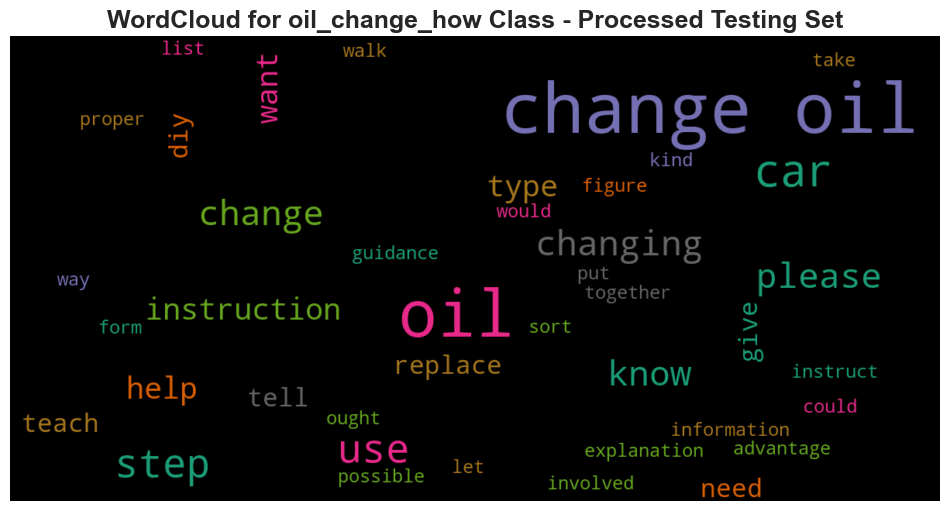 WordCloud for oil_change_how Class - Processed Testing Set
list
walk
want
take
change oil
proper
diy
kind
car
type
figure
would
change
changing
guidance
put
way
together
please
instruction
oil
form
sort
give
replace
know
instruct
help
tell
could
teach
ought
information
use
explanation
advantage
step
possible
let
involved
need